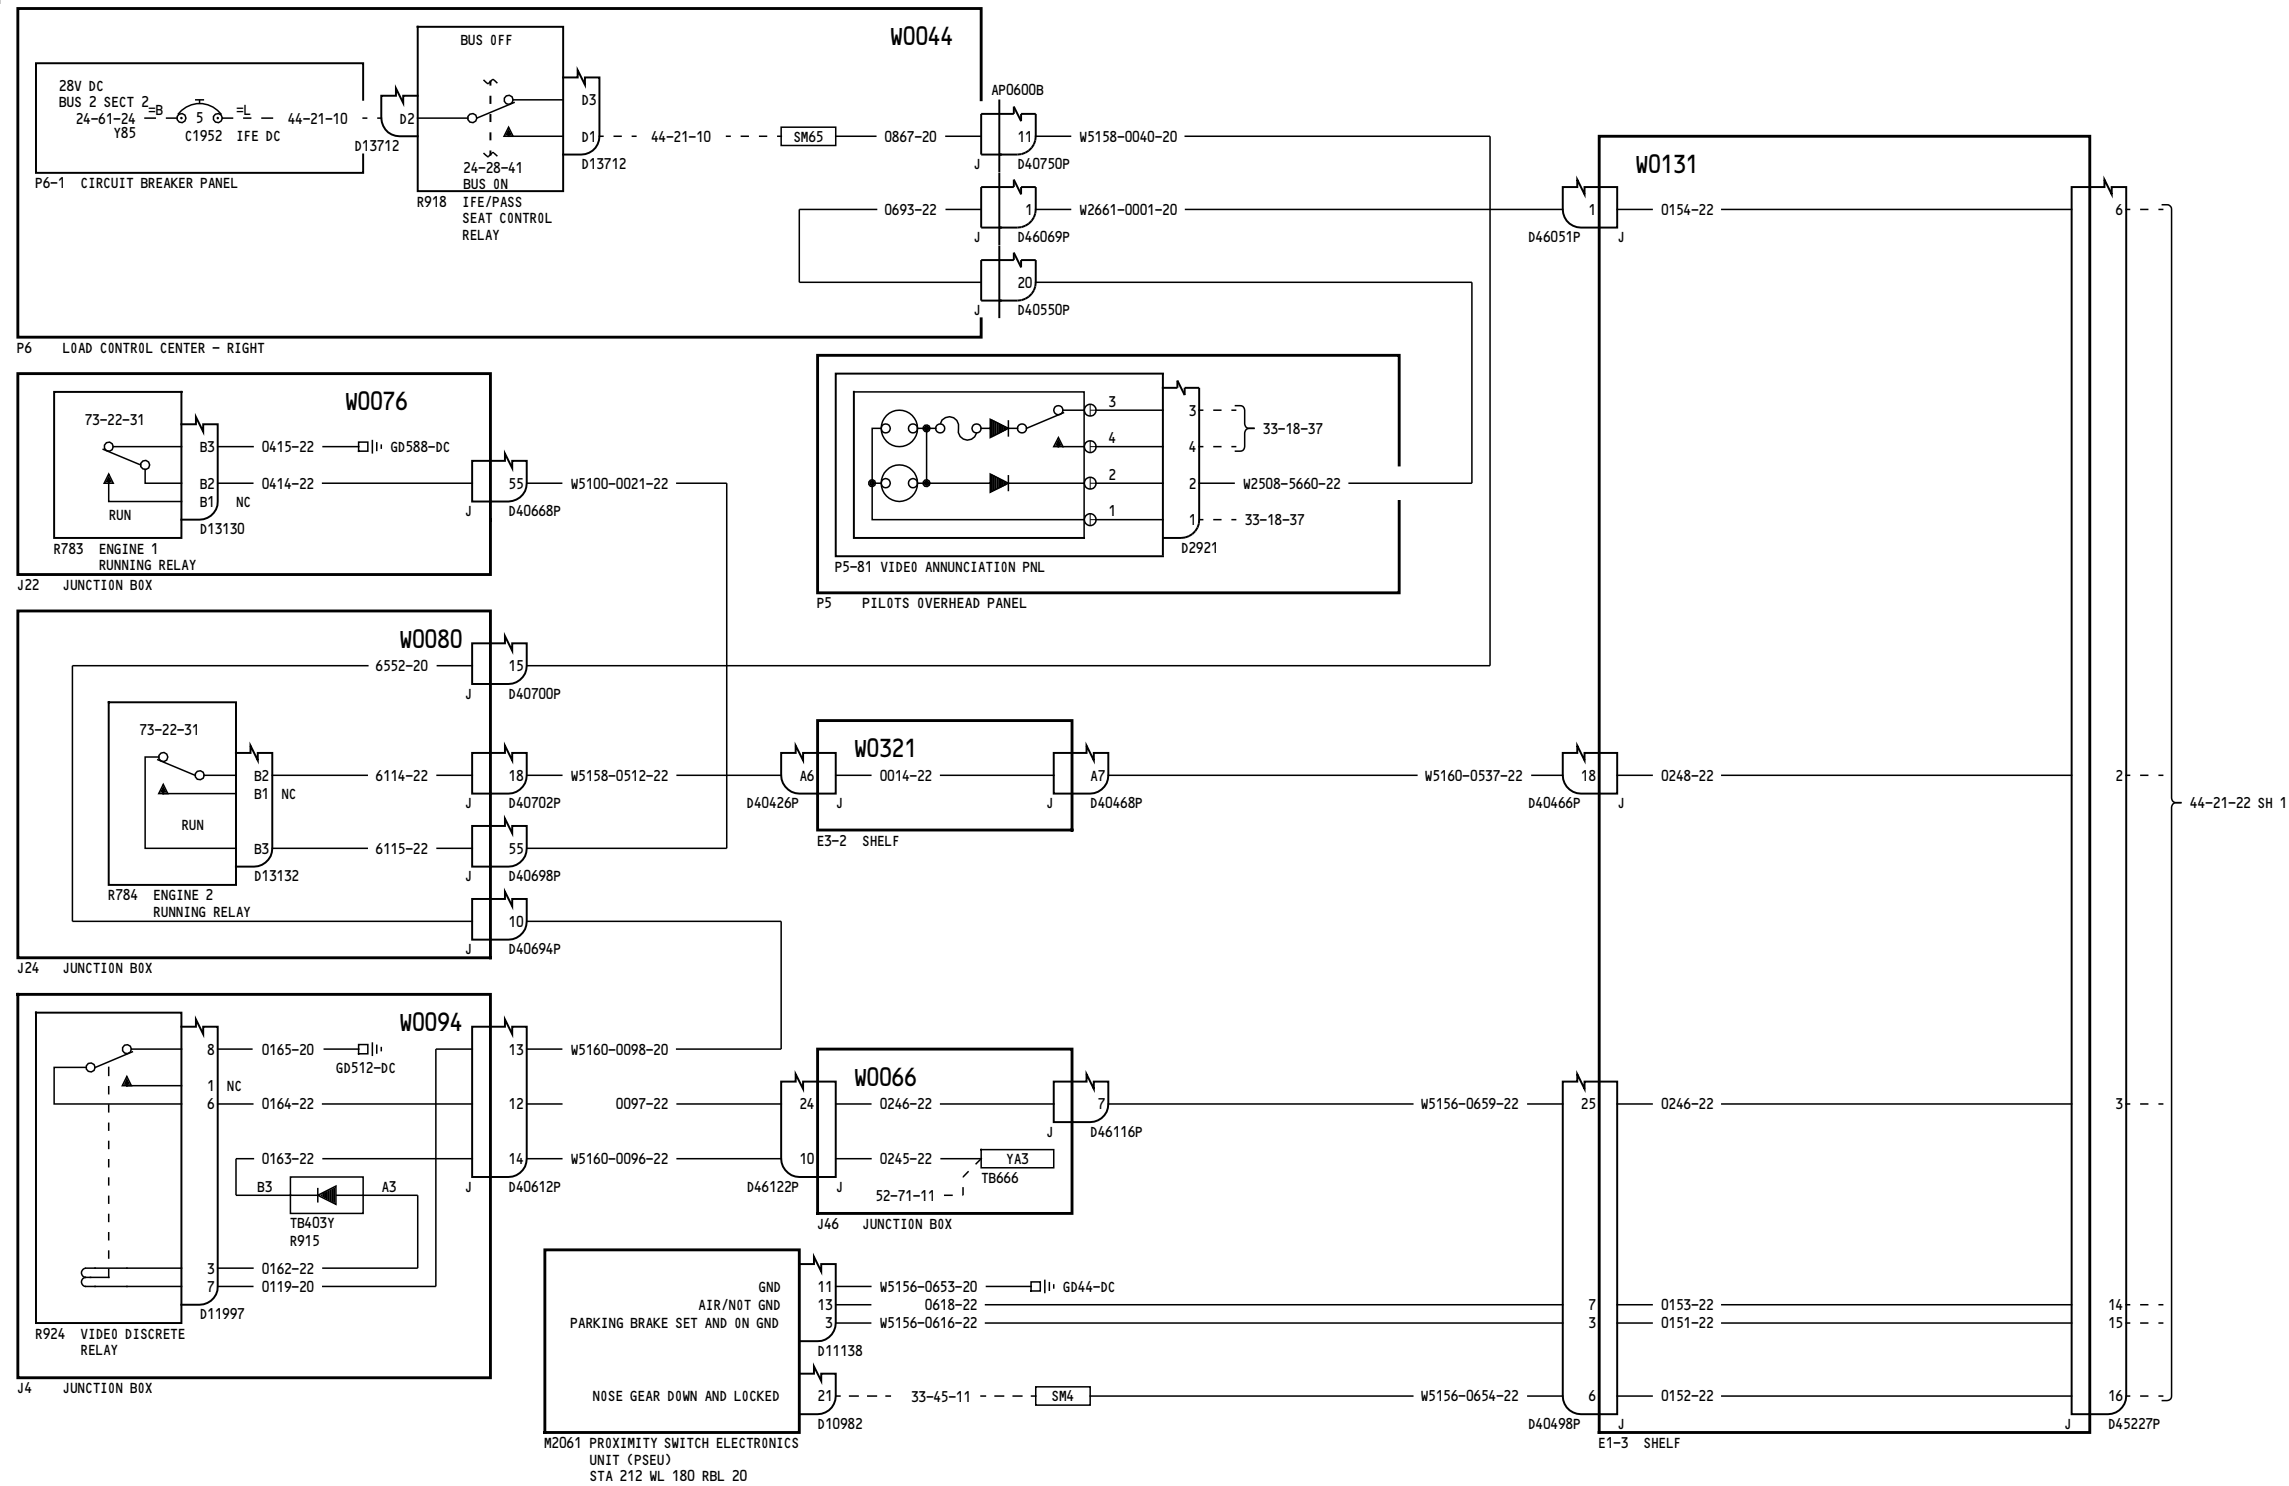 W0044
BUS OFF
28V DC
BUS 2 SECT 2
24-61-24
Y85
=B
5
=L
C1952 IFE DC
44-21-10
D2
D13712
P6-1 CIRCUIT BREAKER PANEL
24-28-41
BUS ON
R918 IFE/PASS
SEAT CONTROL
RELAY
D3
D1
D13712
44-21-10
SM65
0867-20
AP0600B
11
J
D40750P
W5158-0040-20
0693-22
1
J
D46069P
W2661-0001-20
20
J
D40550P
P6 LOAD CONTROL CENTER - RIGHT
W0131
1
D46051P
J
0154-22
6
W0076
73-22-31
RUN
B3
B2
B1
NC
D13130
0415-22
GD588-DC
0414-22
R783 ENGINE 1
RUNNING RELAY
55
J
D40668P
W5100-0021-22
J22 JUNCTION BOX
3
4
2
1
3
4
2
1
D2921
33-18-37
W2508-5660-22
33-18-37
P5-81 VIDEO ANNUNCIATION PNL
P5 PILOTS OVERHEAD PANEL
W0080
6552-20
15
J
D40700P
73-22-31
RUN
B2
B1
NC
B3
D13132
R784 ENGINE 2
RUNNING RELAY
6114-22
18
J
D40702P
W5158-0512-22
6115-22
55
J
D40698P
10
J
D40694P
J24 JUNCTION BOX
W0321
A6
D40426P
J
0014-22
A7
J
D40468P
E3-2 SHELF
W5160-0537-22
18
D40466P
J
0248-22
2
44-21-22 SH 1
W0094
8
1
NC
6
0165-20
GD512-DC
0164-22
0163-22
B3
A3
TB403Y
R915
3
7
0162-22
0119-20
D11997
R924 VIDEO DISCRETE
RELAY
13
12
14
J
D40612P
J4 JUNCTION BOX
W5160-0098-20
0097-22
W5160-0096-22
W0066
24
10
D46122P
J
0246-22
0245-22
YA3
TB666
52-71-11
7
J
D46116P
J46 JUNCTION BOX
W5156-0659-22
25
0246-22
3
GND
AIR/NOT GND
PARKING BRAKE SET AND ON GND
NOSE GEAR DOWN AND LOCKED
11
13
3
D11138
W5156-0653-20
GD44-DC
0618-22
W5156-0616-22
21
D10982
33-45-11
SM4
W5156-0654-22
M2061 PROXIMITY SWITCH ELECTRONICS
UNIT (PSEU)
STA 212 WL 180 RBL 20
7
3
6
D40498P
J
0153-22
0151-22
0152-22
14
15
16
J
D45227P
E1-3 SHELF